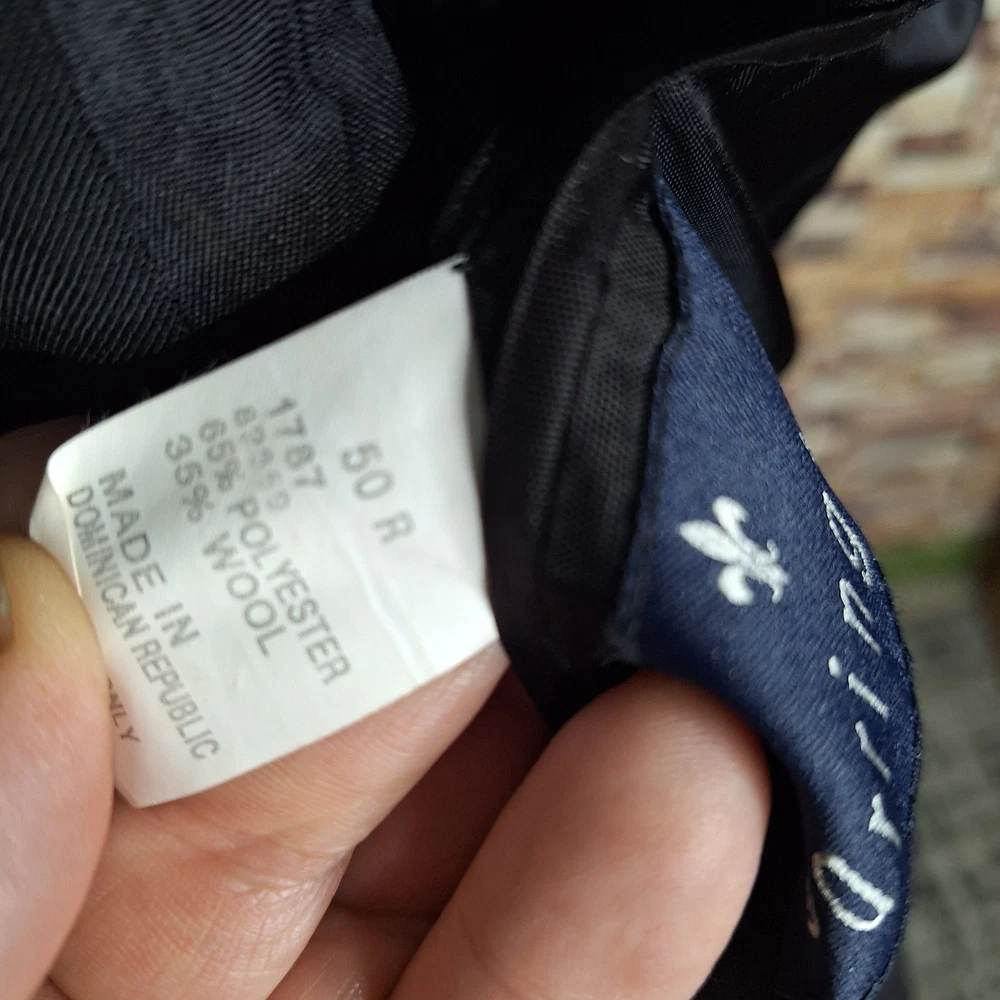 50 R
1787
65% POLYESTER
35% WOOL
MADE IN
DOMINICAN REPUBLIC